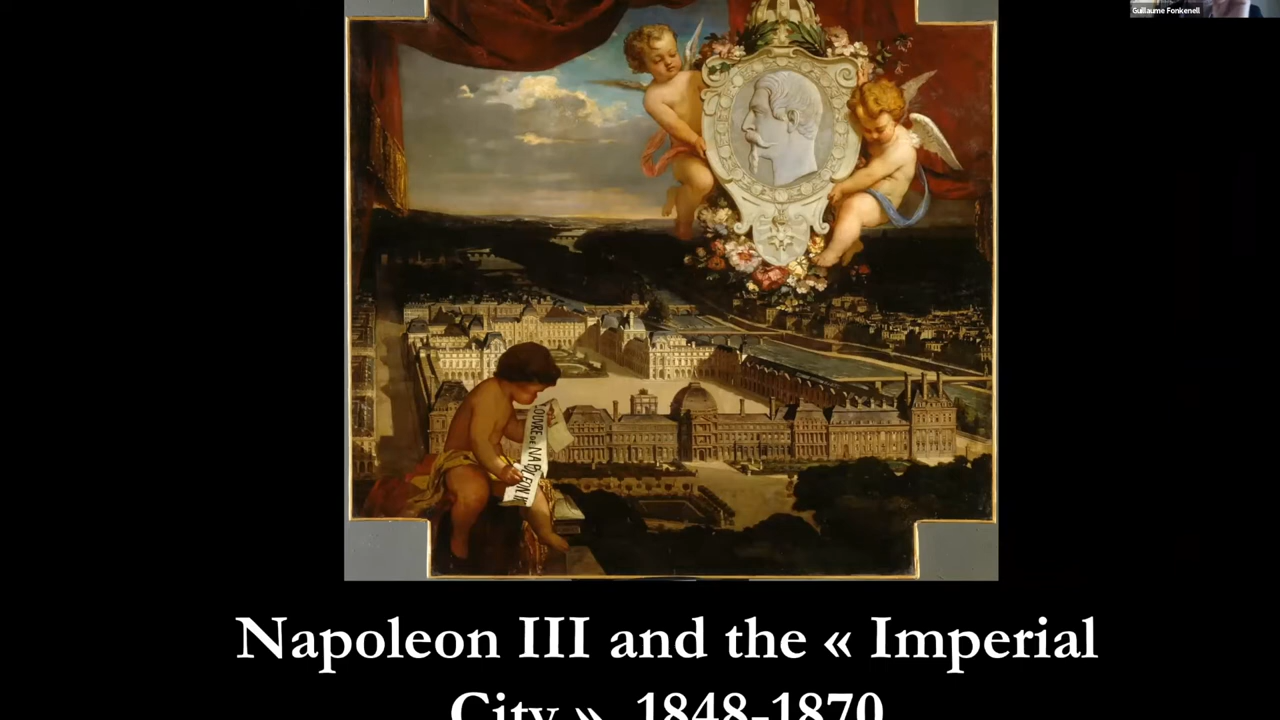 Guillaume Fonkenell
LOUVRE DE NAPOLEON III
Napoleon III and the « Imperial
City », 1848-1870